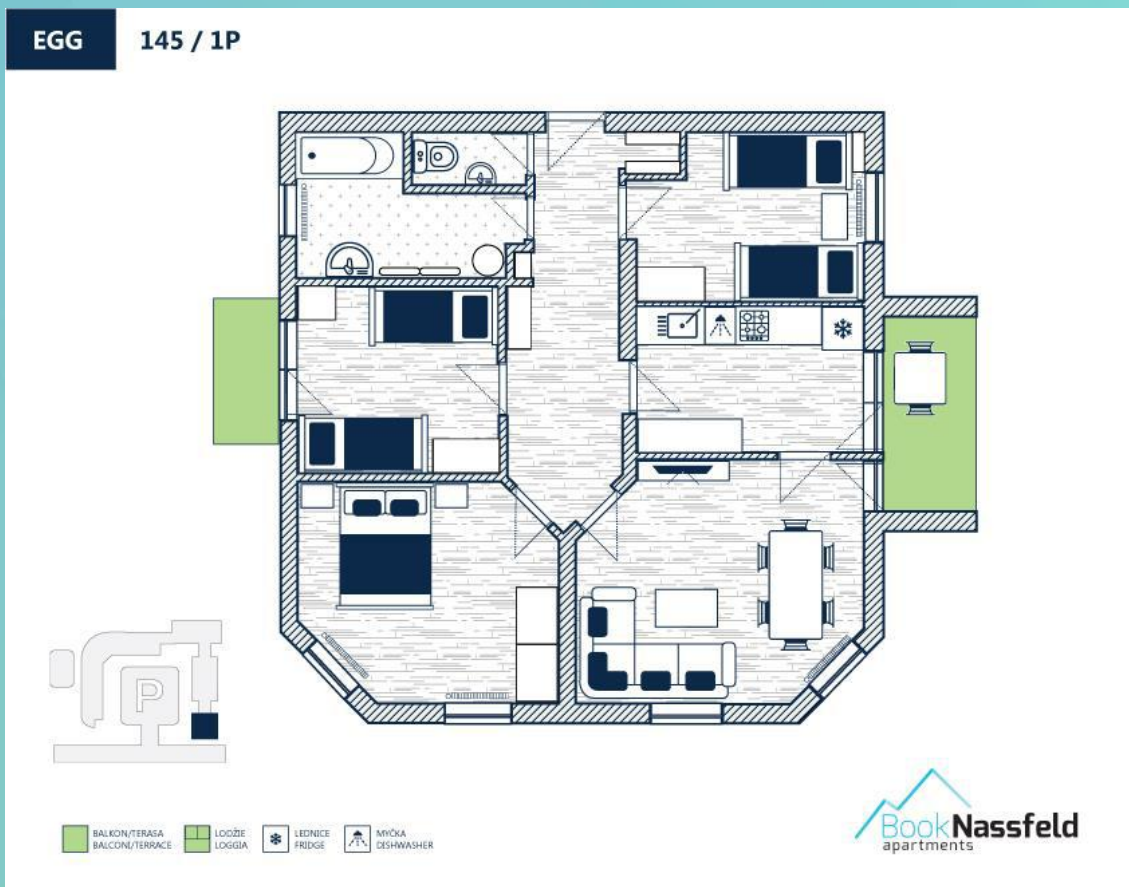 EGG 145 / 1P
P
BALKON/TERASA
BALCONI/TERRACE
LODŽIE
LOGGIA
LEDNICE
FRIDGE
MYČKA
DISHWASHER
BookNassfeld
apartments